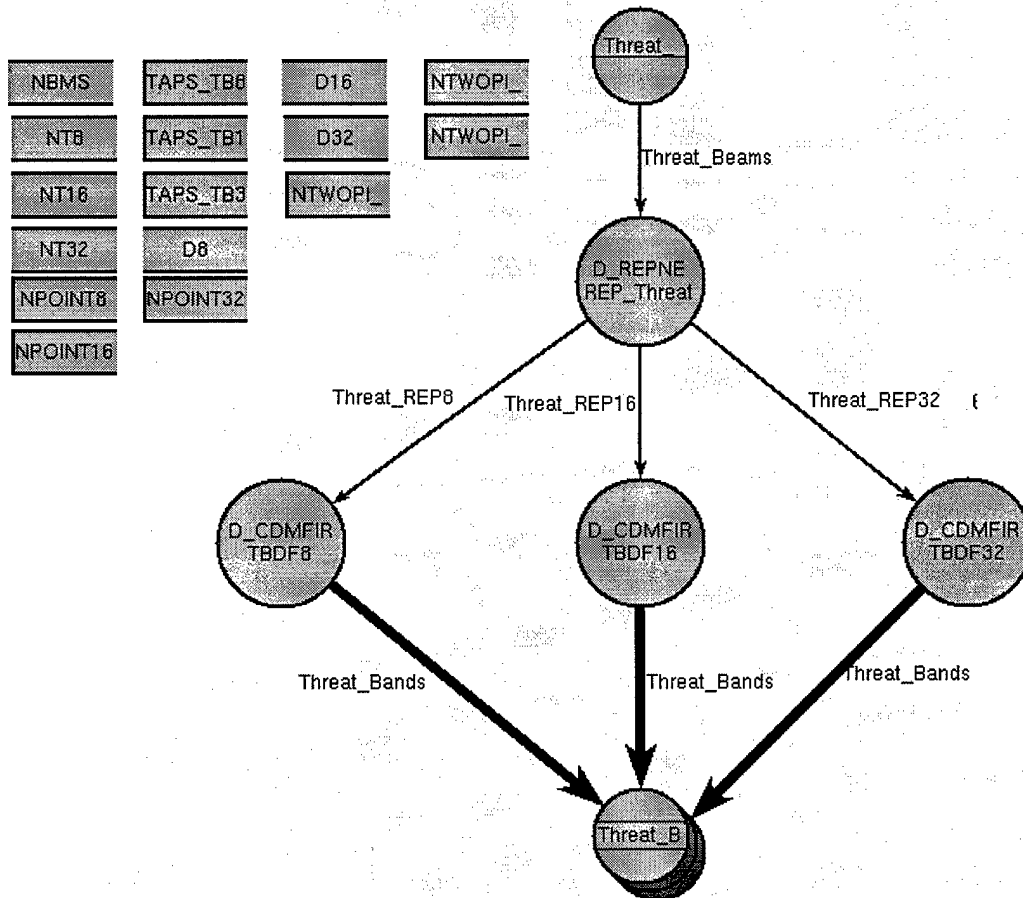 Threat_
NBMS TAPS_TB8 D16 NTWOPI_
NT8 TAPS_TB1 D32 NTWOPI_
Threat_Beams
NT16 TAPS_TB3 NTWOPI_
NT32 D8
NPOINT8 NPOINT32
NPOINT16
D_REPNE
REP_Threat
Threat_REP8 Threat_REP16 Threat_REP32
D_CDMFIR
TBDF8
D_CDMFIR
TBDF16
D_CDMFIR
TBDF32
Threat_Bands Threat_Bands Threat_Bands
Threat_B